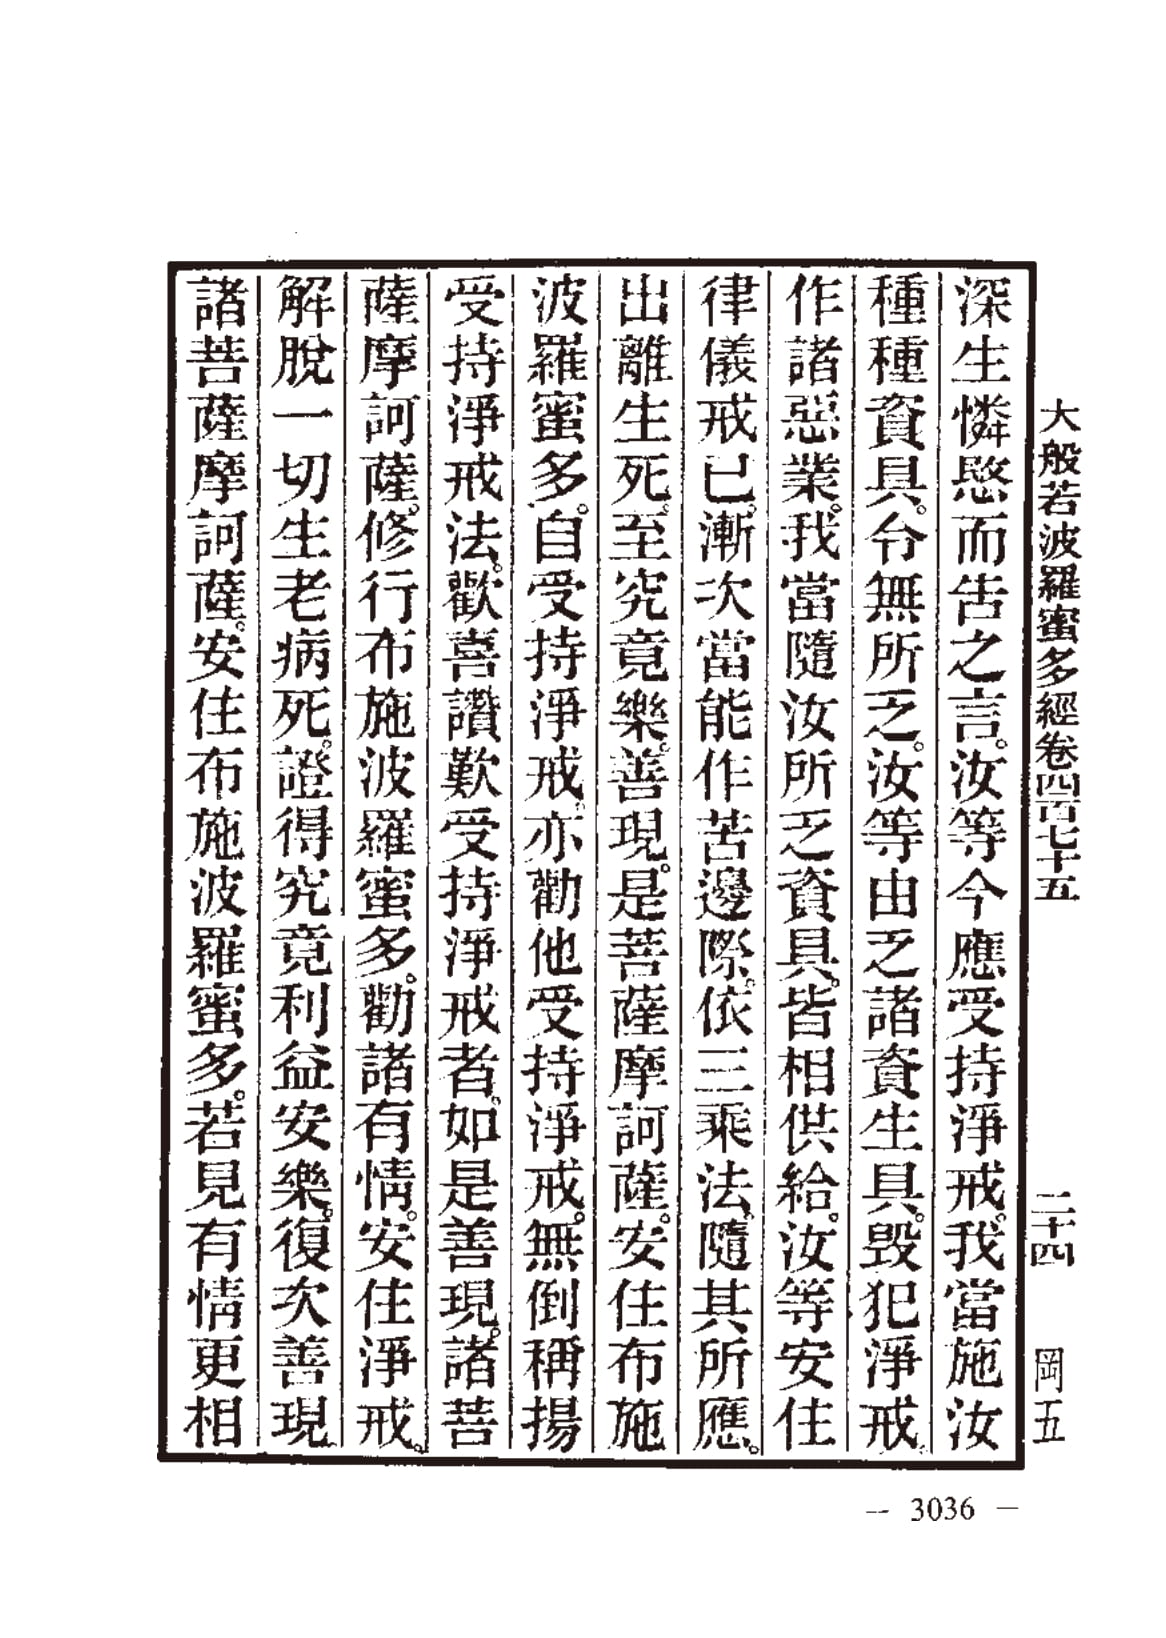 大般若波羅蜜多經卷四百七十五 二十四 岡五
深生憐愍而告之言。汝等今應受持淨戒。我當施汝
種種資具。令無所乏。汝等由乏諸資生具。毀犯淨戒。
作諸惡業。我當隨汝所乏資具。皆相供給。汝等安住
律儀戒已。漸次當能作苦邊際。依三乘法。隨其所應。
出離生死。至究竟樂。善現。是菩薩摩訶薩。安住布施
波羅蜜多。自受持淨戒。亦勸他受持淨戒。無倒稱揚
受持淨戒法。歡喜讚歎受持淨戒者。如是善現。諸菩
薩摩訶薩。修行布施波羅蜜多。勸諸有情。安住淨戒。
解脫一切生老病死。證得究竟利益安樂。復次善現。
諸菩薩摩訶薩。安住布施波羅蜜多。若見有情更相
— 3036 —